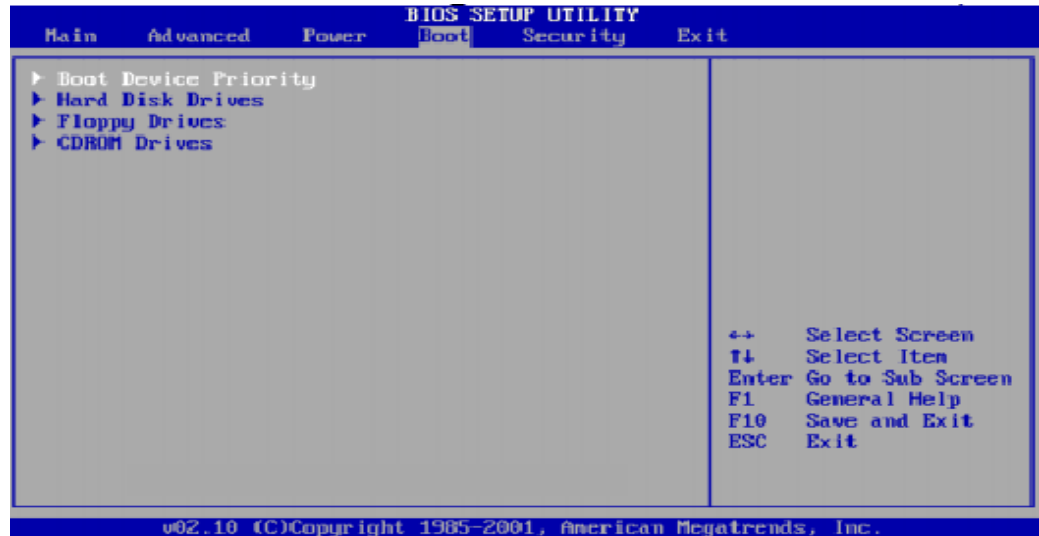 BIOS SETUP UTILITY
Main Advanced Power Boot Security Exit
▶ Boot Device Priority
▶ Hard Disk Drives
▶ Floppy Drives
▶ CDROM Drives
↔ Select Screen
↑↓ Select Item
Enter Go to Sub Screen
F1 General Help
F10 Save and Exit
ESC Exit
v02.10 (C)Copyright 1985-2001, American Megatrends, Inc.